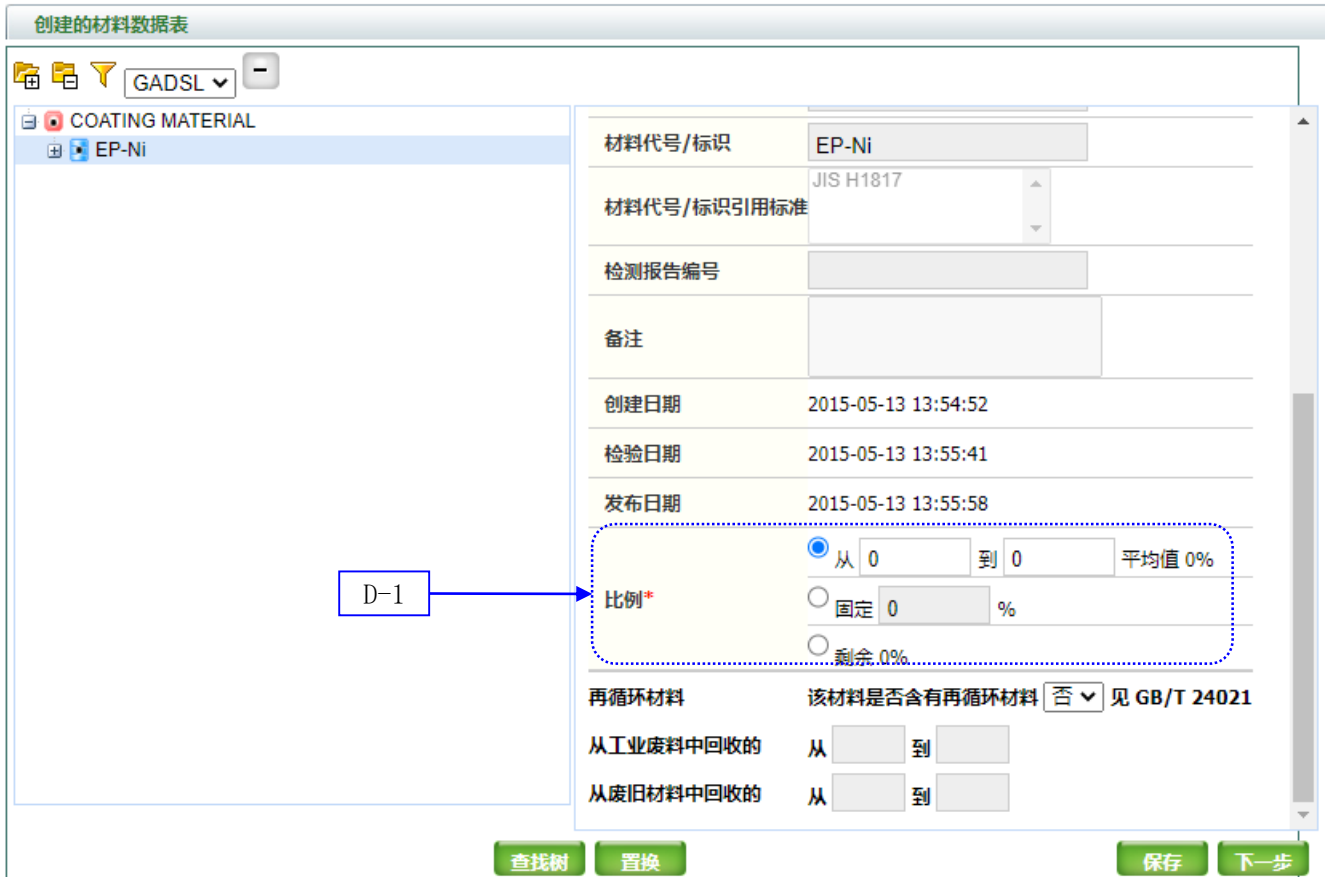 创建的材料数据表
GADSL
-
COATING MATERIAL
EP-Ni
材料代号/标识 EP-Ni
材料代号/标识引用标准 JIS H1817
检测报告编号
备注
创建日期 2015-05-13 13:54:52
检验日期 2015-05-13 13:55:41
发布日期 2015-05-13 13:55:58
D-1
比例*
从 0 到 0 平均值 0%
固定 0 %
剩余 0%
再循环材料 该材料是否含有再循环材料 否 见 GB/T 24021
从工业废料中回收的 从 到
从废旧材料中回收的 从 到
查找树 置换 保存 下一步